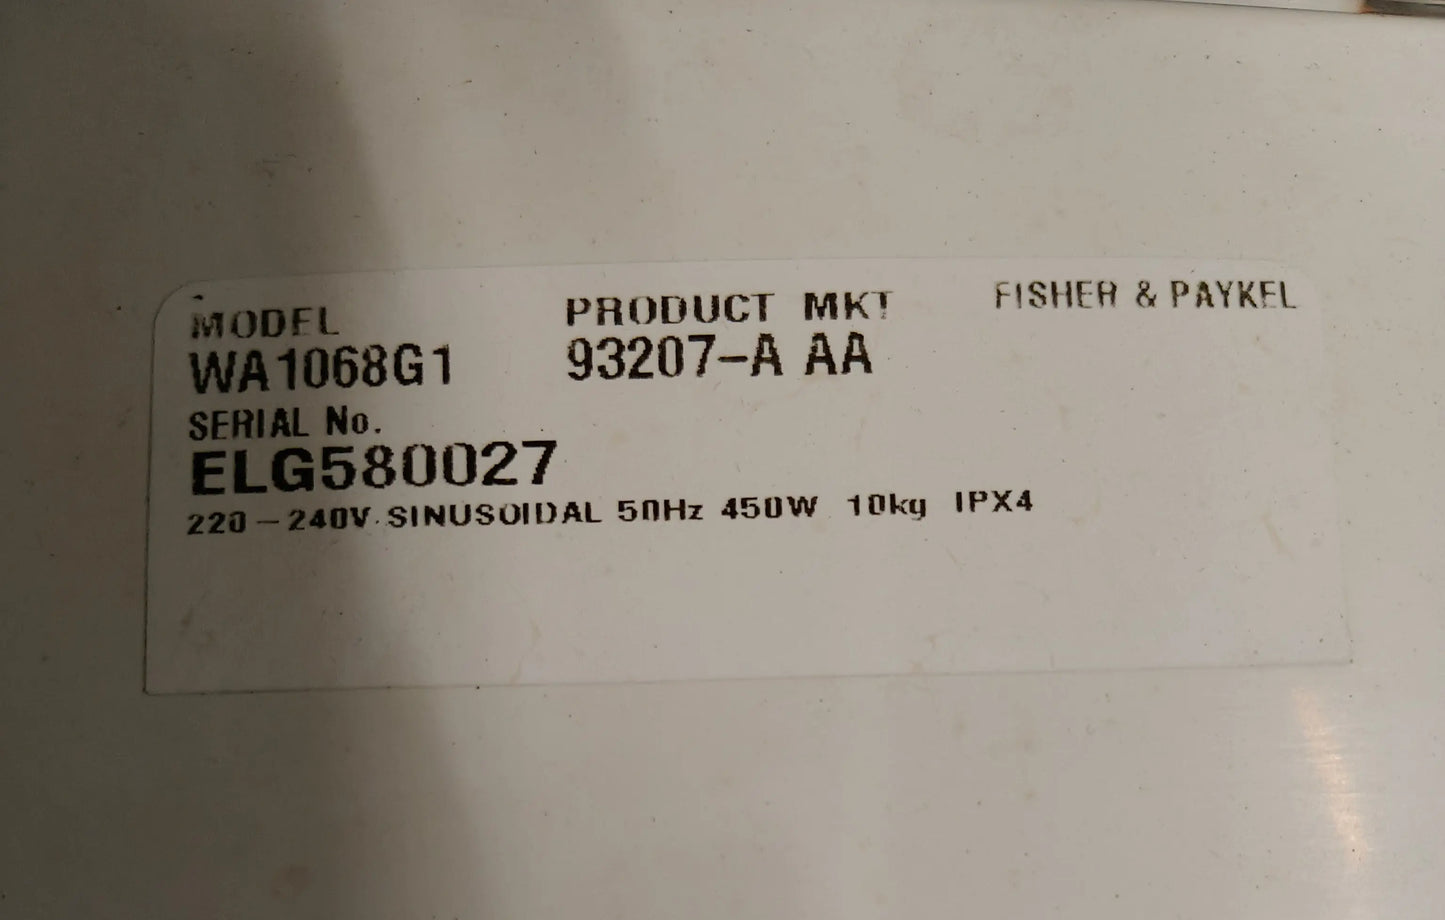 MODEL PRODUCT MKT FISHER & PAYKEL
WA1068G1 93207-A AA
SERIAL No.
ELG580027
220-240V SINUSOIDAL 50Hz 450W 10kg IPX4